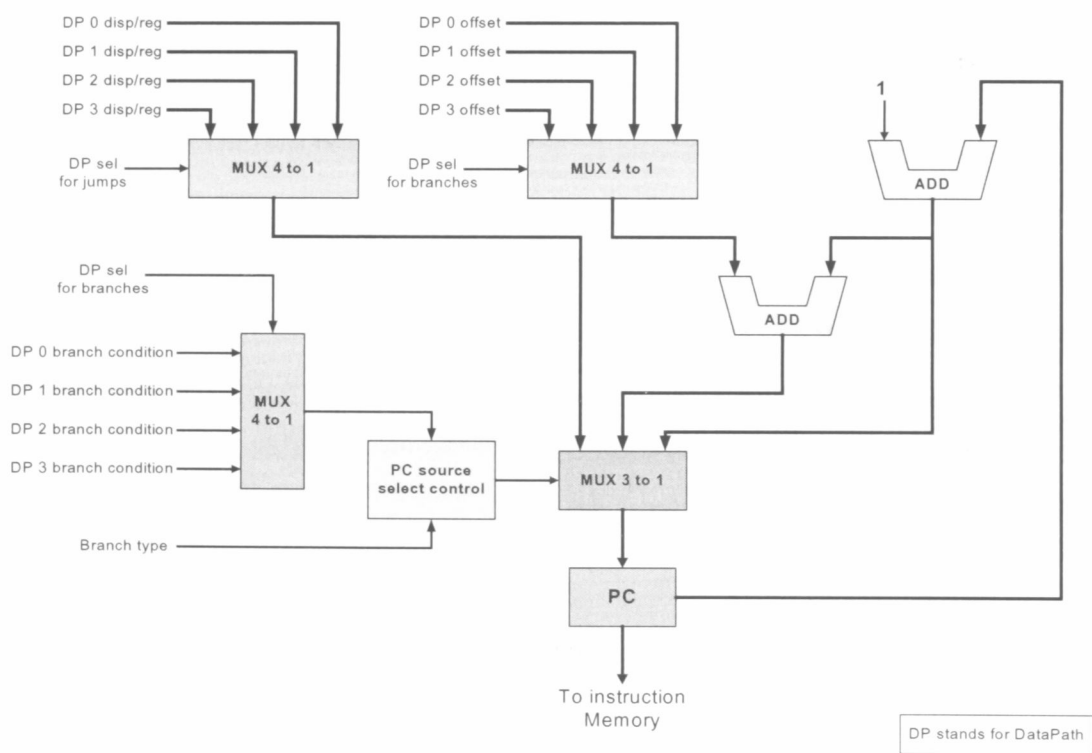 DP 0 disp/reg
DP 1 disp/reg
DP 2 disp/reg
DP 3 disp/reg
DP sel
for jumps
MUX 4 to 1
DP 0 offset
DP 1 offset
DP 2 offset
DP 3 offset
DP sel
for branches
MUX 4 to 1
1
ADD
ADD
DP sel
for branches
DP 0 branch condition
DP 1 branch condition
DP 2 branch condition
DP 3 branch condition
MUX
4 to 1
PC source
select control
Branch type
MUX 3 to 1
PC
To instruction
Memory
DP stands for DataPath